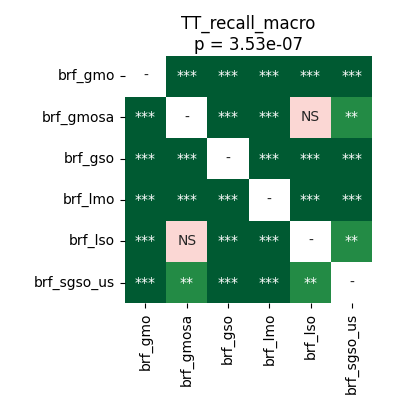 TT_recall_macro
p = 3.53e-07
brf_gmo - *** *** *** *** ***
brf_gmosa *** - *** *** NS **
brf_gso *** *** - *** *** ***
brf_lmo *** *** *** - *** ***
brf_lso *** NS *** *** - **
brf_sgso_us *** ** *** *** ** -
brf_gmo brf_gmosa brf_gso brf_lmo brf_lso brf_sgso_us